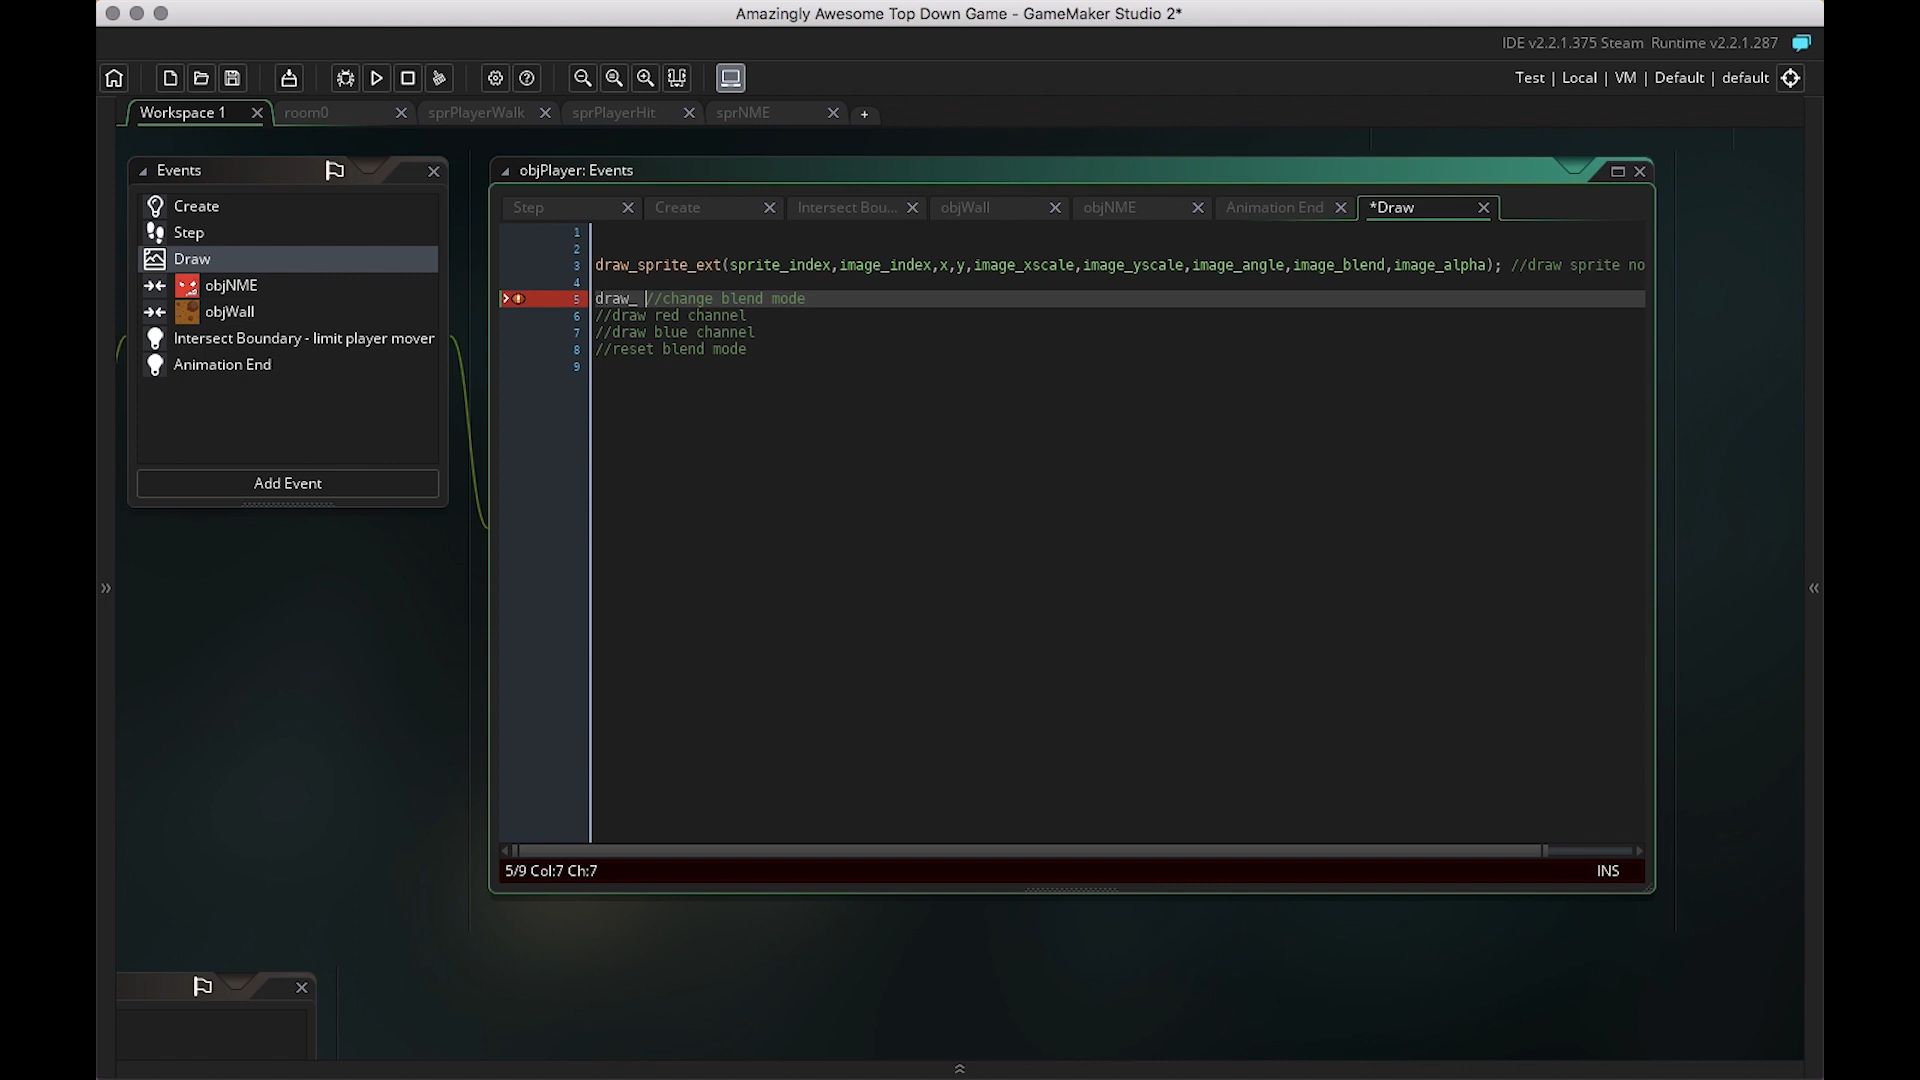 Amazingly Awesome Top Down Game - GameMaker Studio 2*
IDE v2.2.1.375 Steam Runtime v2.2.1.287
Test | Local | VM | Default | default
Workspace 1 room0 sprPlayerWalk sprPlayerHit sprNME +
Events
Create
Step
Draw
objNME
objWall
Intersect Boundary - limit player mover
Animation End
Add Event
objPlayer: Events
Step Create Intersect Bou... objWall objNME Animation End *Draw
1
2
3 draw_sprite_ext(sprite_index,image_index,x,y,image_xscale,image_yscale,image_angle,image_blend,image_alpha); //draw sprite no
4
5 draw_ //change blend mode
6 //draw red channel
7 //draw blue channel
8 //reset blend mode
9
5/9 Col:7 Ch:7 INS